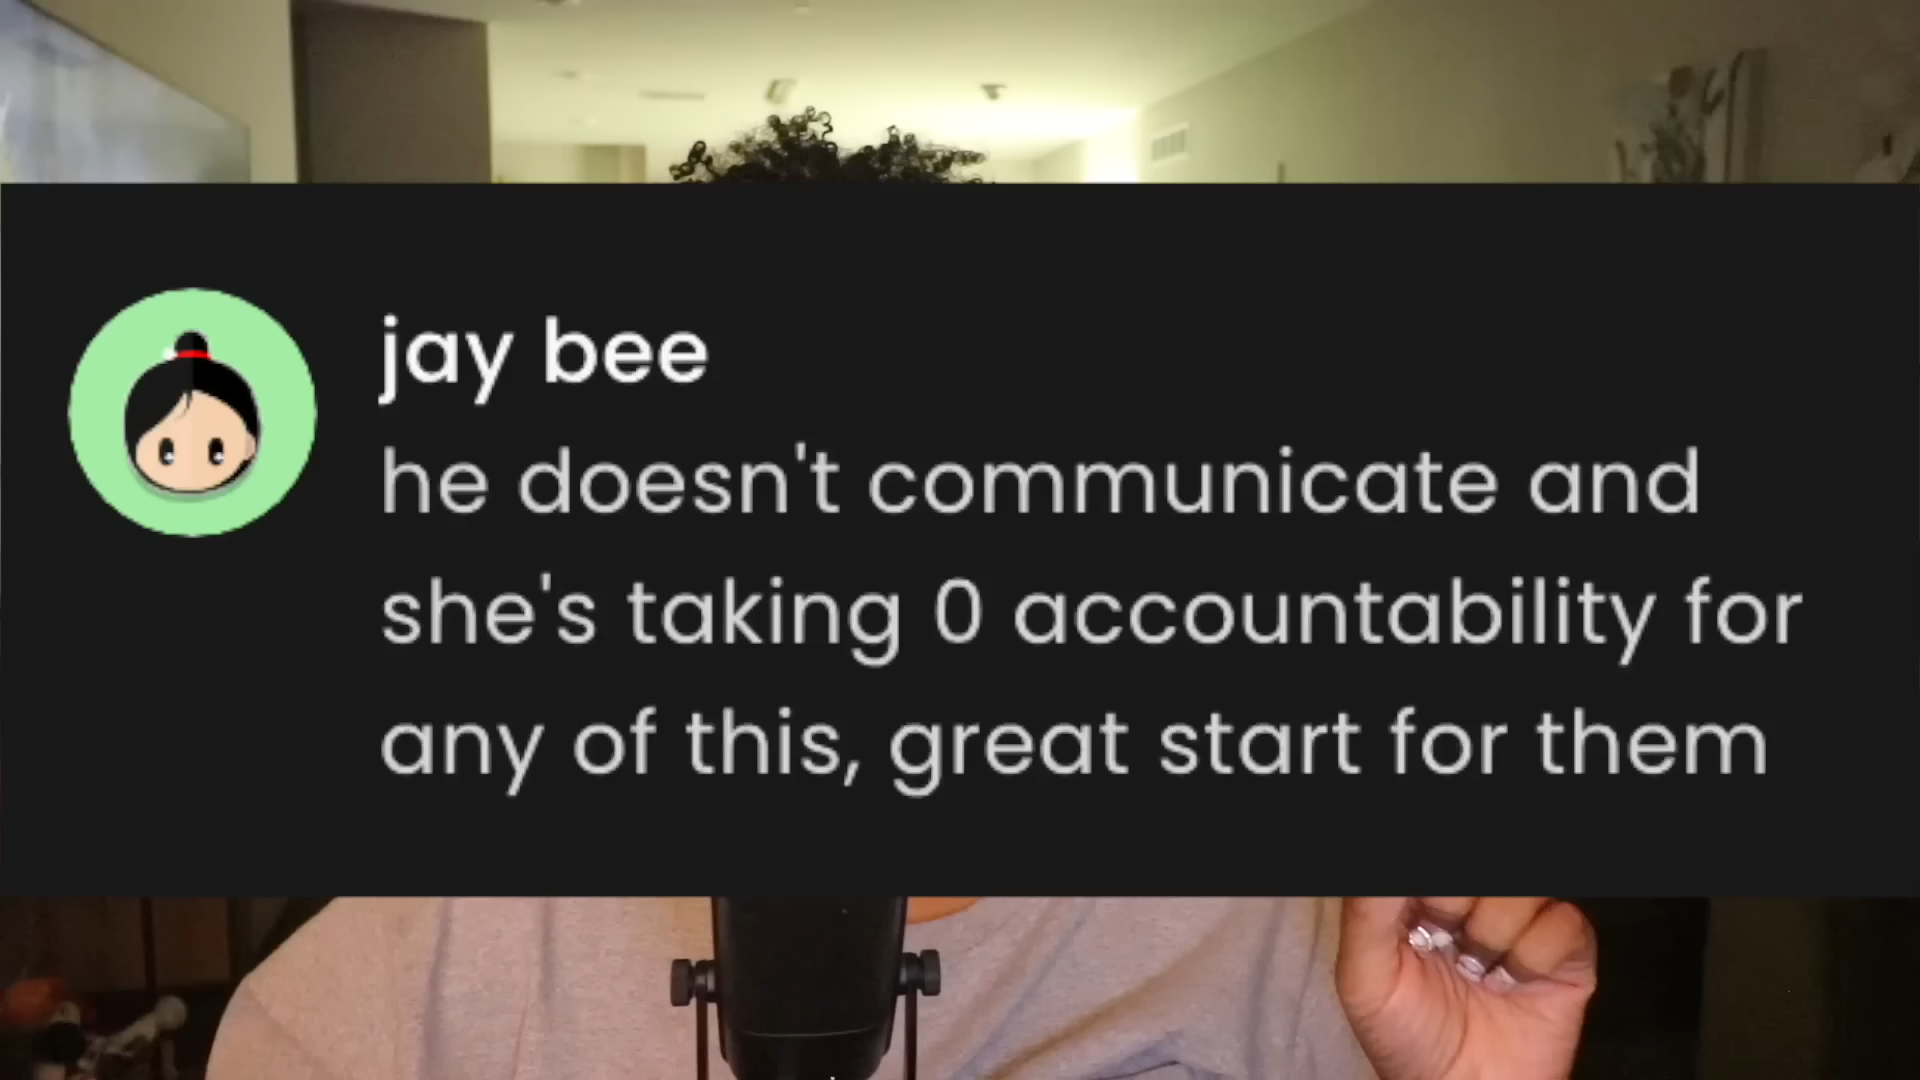 jay bee
he doesn't communicate and
she's taking 0 accountability for
any of this, great start for them